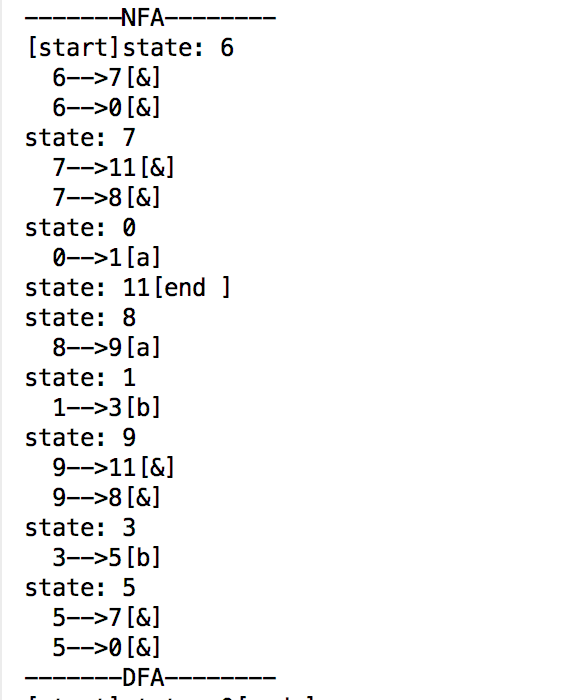 -------NFA--------
[start]state: 6
6-->7[&]
6-->0[&]
state: 7
7-->11[&]
7-->8[&]
state: 0
0-->1[a]
state: 11[end ]
state: 8
8-->9[a]
state: 1
1-->3[b]
state: 9
9-->11[&]
9-->8[&]
state: 3
3-->5[b]
state: 5
5-->7[&]
5-->0[&]
-------DFA--------